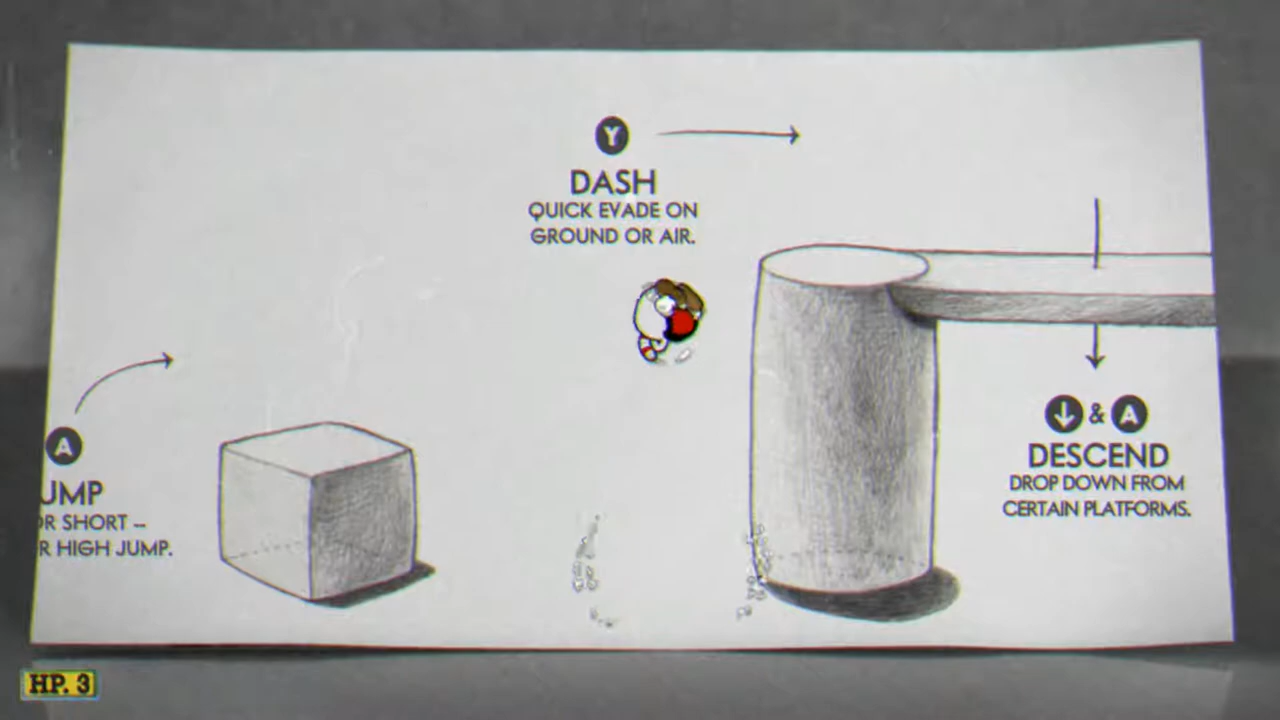 Y
DASH
QUICK EVADE ON
GROUND OR AIR.
A
UMP
OR SHORT –
R HIGH JUMP.
& A
DESCEND
DROP DOWN FROM
CERTAIN PLATFORMS.
HP. 3